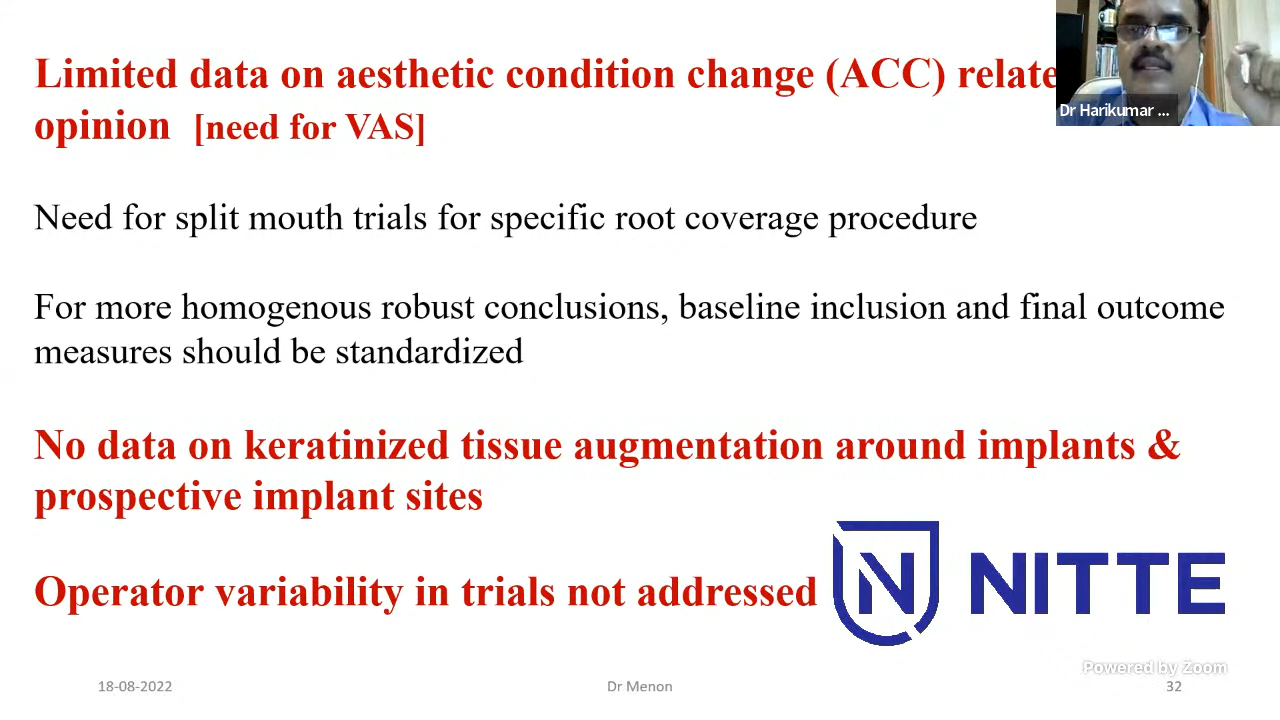 Limited data on aesthetic condition change (ACC)
Dr Harikumar ...
opinion [need for VAS]
Need for split mouth trials for specific root coverage procedure
For more homogenous robust conclusions, baseline inclusion and final outcome
measures should be standardized
No data on keratinized tissue augmentation around implants &
prospective implant sites
Operator variability in trials not addressed
N NITTE
Powered by Zoom
18-08-2022 Dr Menon 32